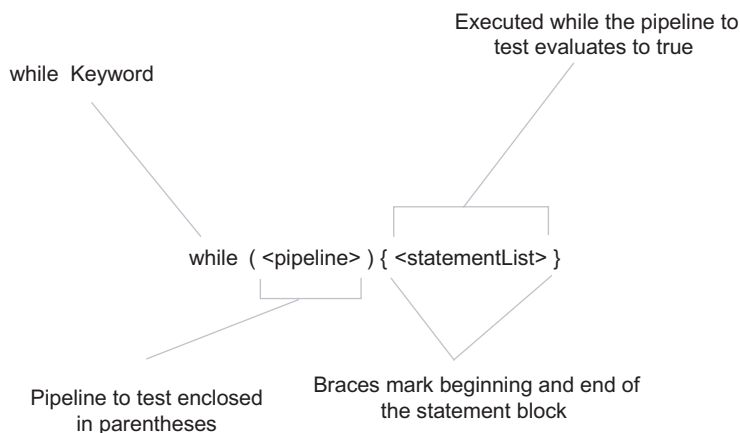 Executed while the pipeline to
test evaluates to true
while Keyword
while ( <pipeline> ) { <statementList> }
Pipeline to test enclosed
in parentheses
Braces mark beginning and end of
the statement block